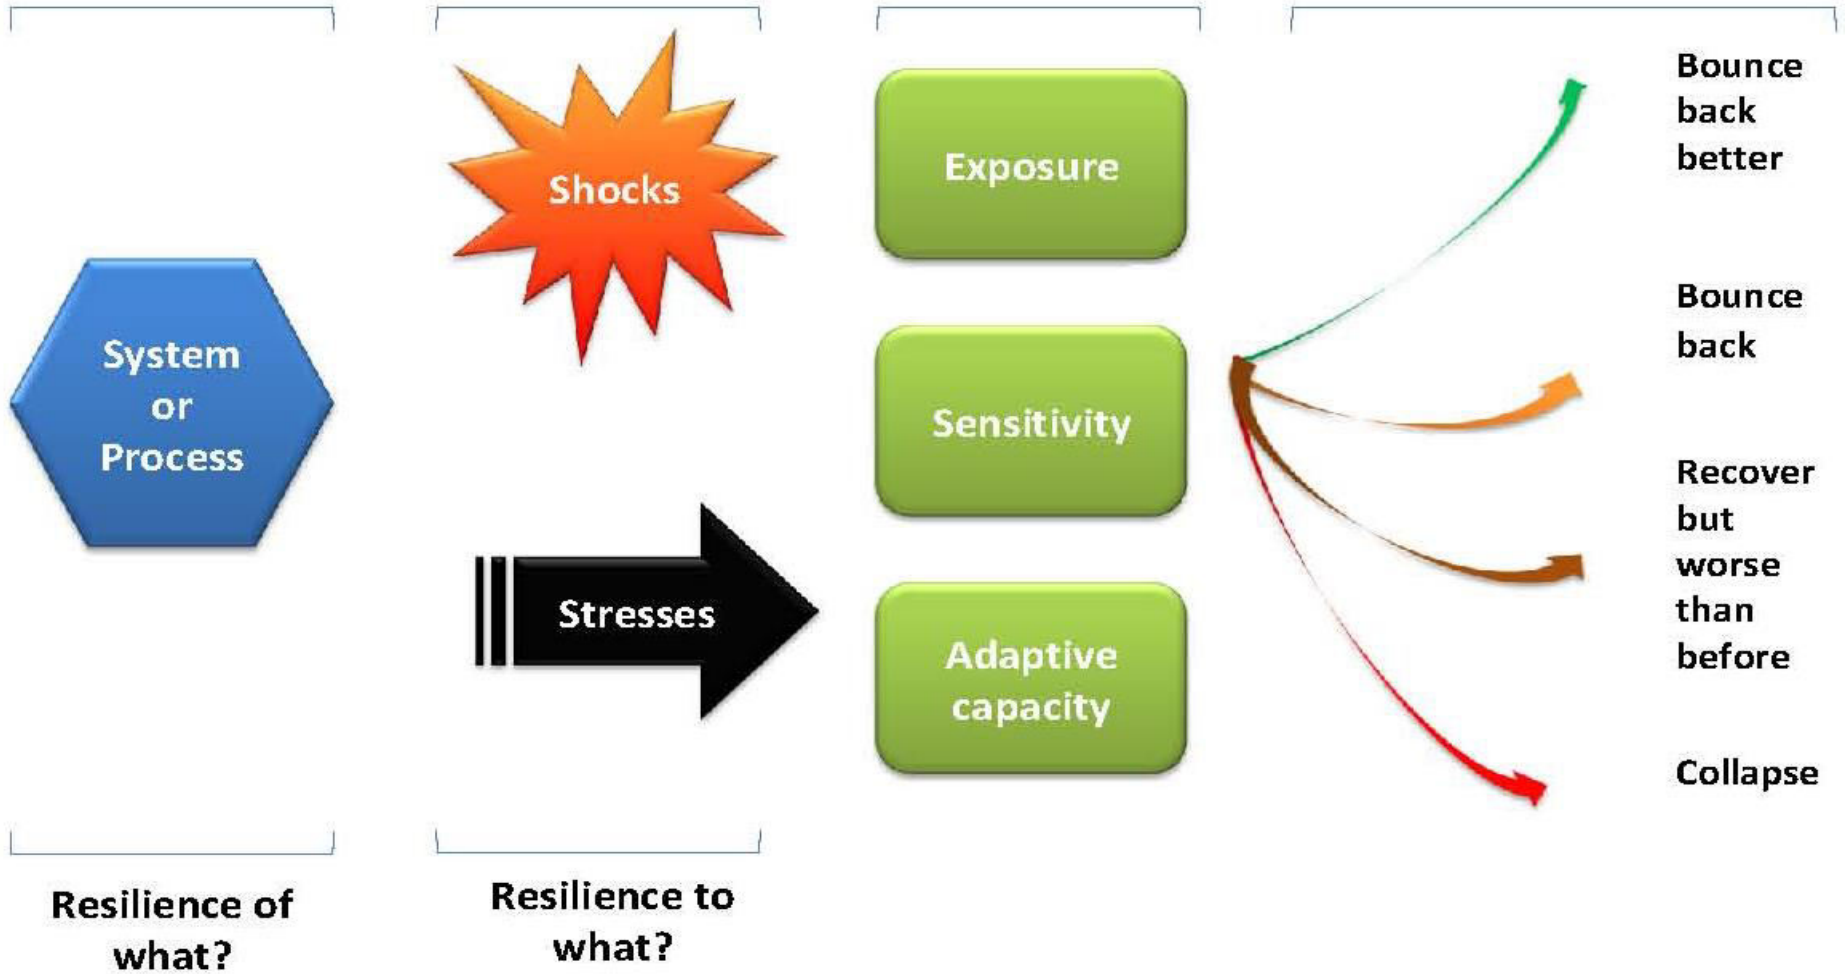 System
or
Process
Resilience of
what?
Shocks
Stresses
Resilience to
what?
Exposure
Sensitivity
Adaptive
capacity
Bounce
back
better
Bounce
back
Recover
but
worse
than
before
Collapse